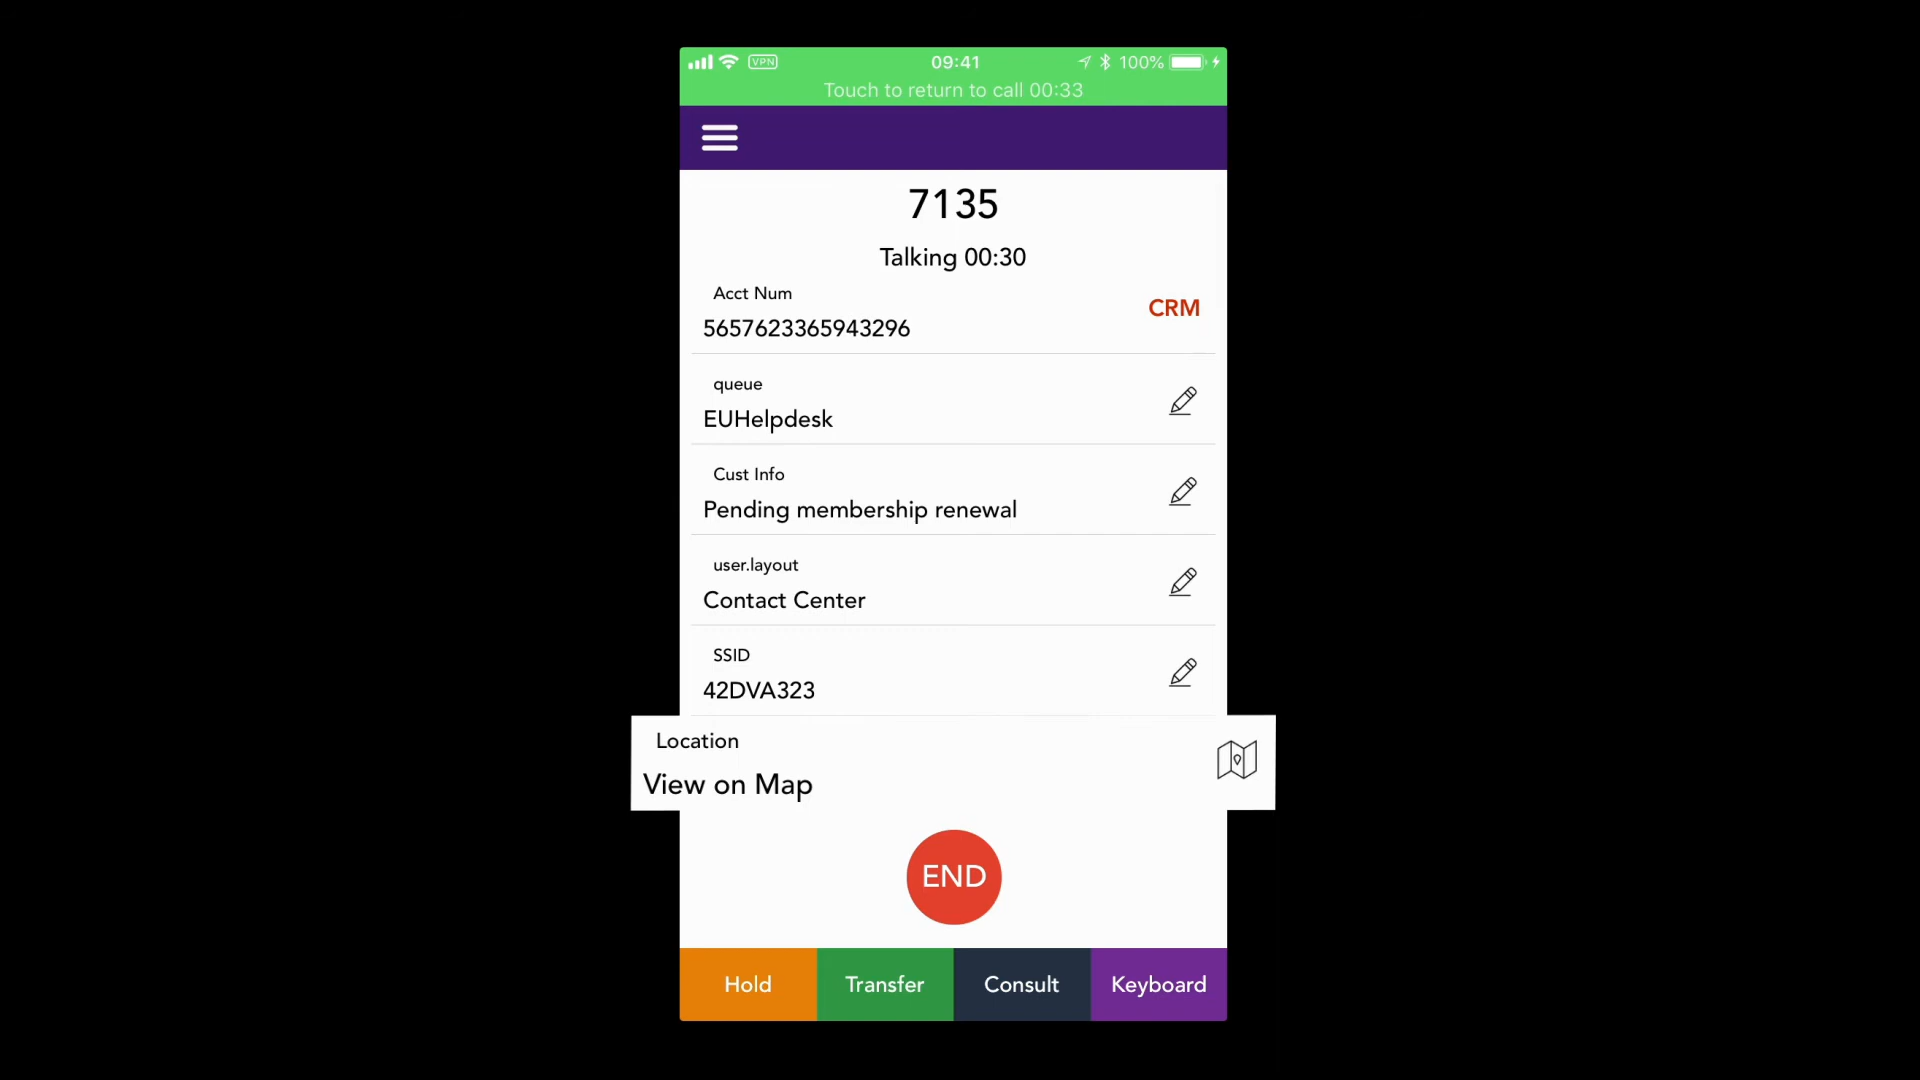 VPN 09:41 100%
Touch to return to call 00:33
7135
Talking 00:30
Acct Num
5657623365943296
CRM
queue
EUHelpdesk
Cust Info
Pending membership renewal
user.layout
Contact Center
SSID
42DVA323
Location
View on Map
END
Hold Transfer Consult Keyboard